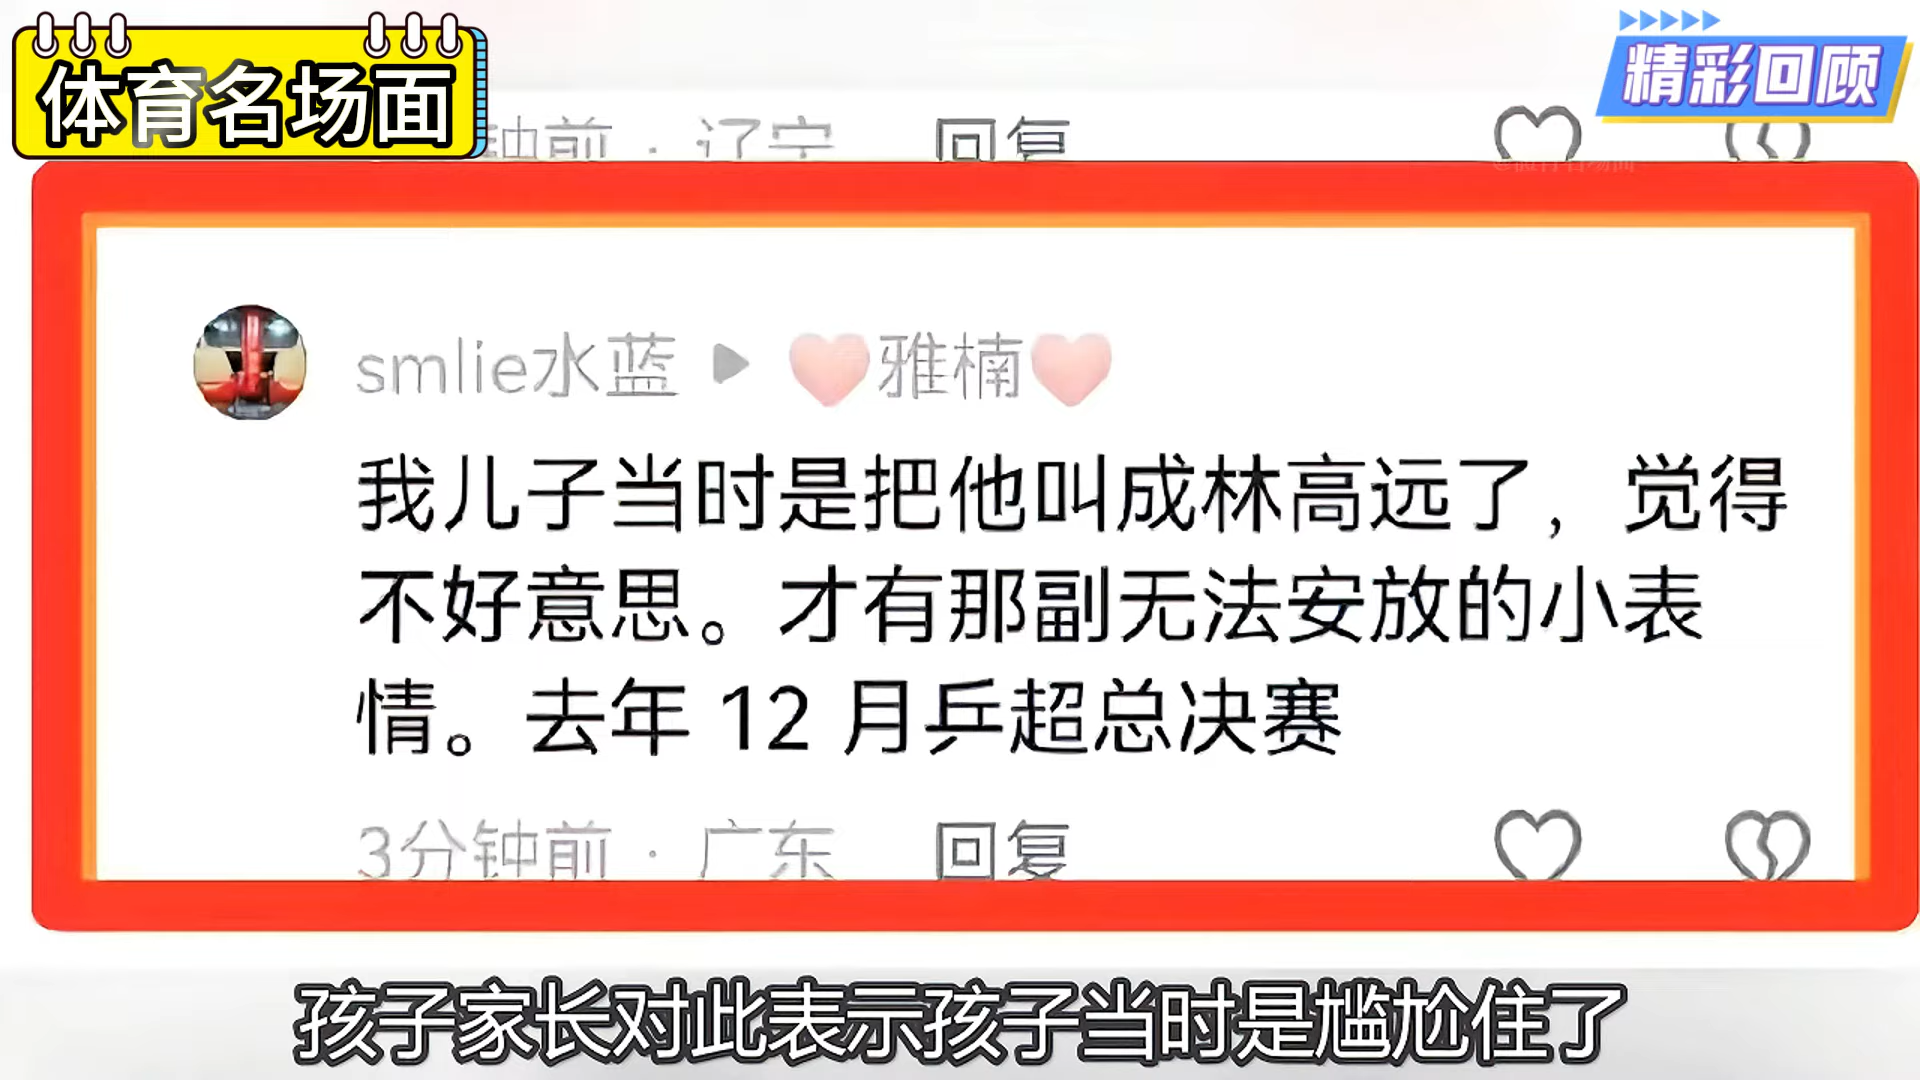 体育名场面
精彩回顾
钟前 · 辽宁 回复
smlie水蓝 ▶ 🩷雅楠🩷
我儿子当时是把他叫成林高远了，觉得
不好意思。才有那副无法安放的小表
情。去年 12 月乒超总决赛
3分钟前 · 广东 回复
孩子家长对此表示孩子当时是尴尬住了